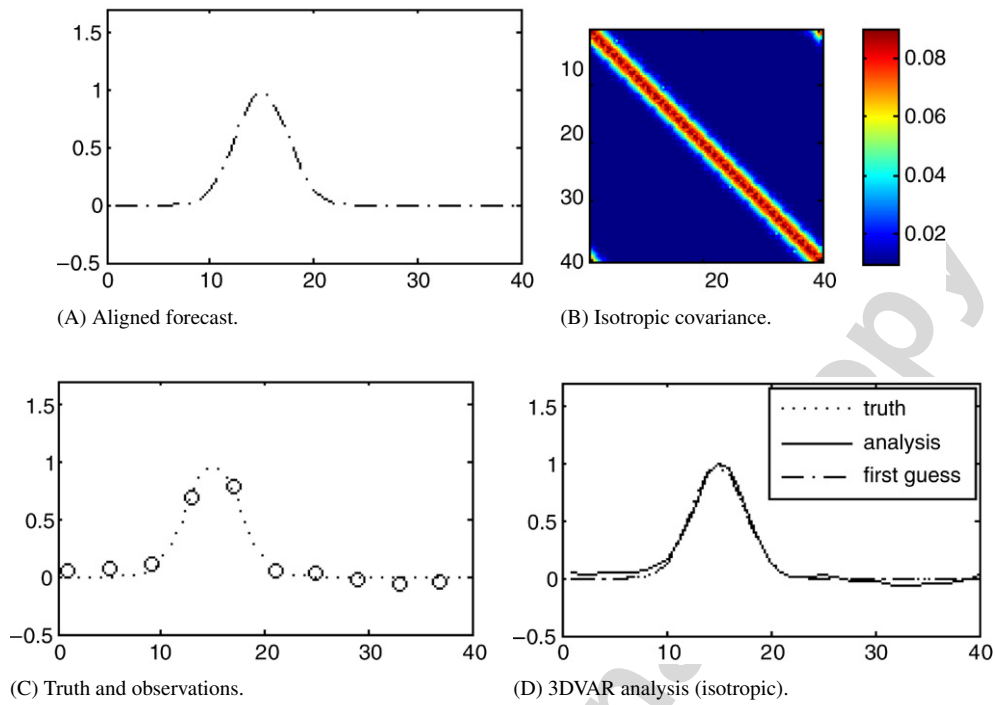 1.5
1
0.5
0
−0.5
0 10 20 30 40
(A) Aligned forecast.
10
20
30
40
20 40
0.08
0.06
0.04
0.02
(B) Isotropic covariance.
1.5
1
0.5
0
−0.5
0 10 20 30 40
(C) Truth and observations.
1.5
1
0.5
0
−0.5
0 10 20 30 40
truth
analysis
first guess
(D) 3DVAR analysis (isotropic).